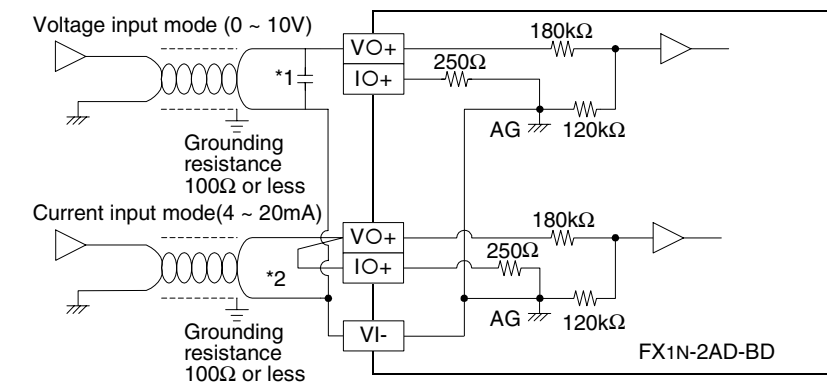 Voltage input mode (0 ~ 10V)
*1
VO+
IO+
250Ω
180kΩ
AG
120kΩ
Grounding
resistance
100Ω or less
Current input mode(4 ~ 20mA)
*2
VO+
IO+
VI-
250Ω
180kΩ
AG
120kΩ
Grounding
resistance
100Ω or less
FX1N-2AD-BD